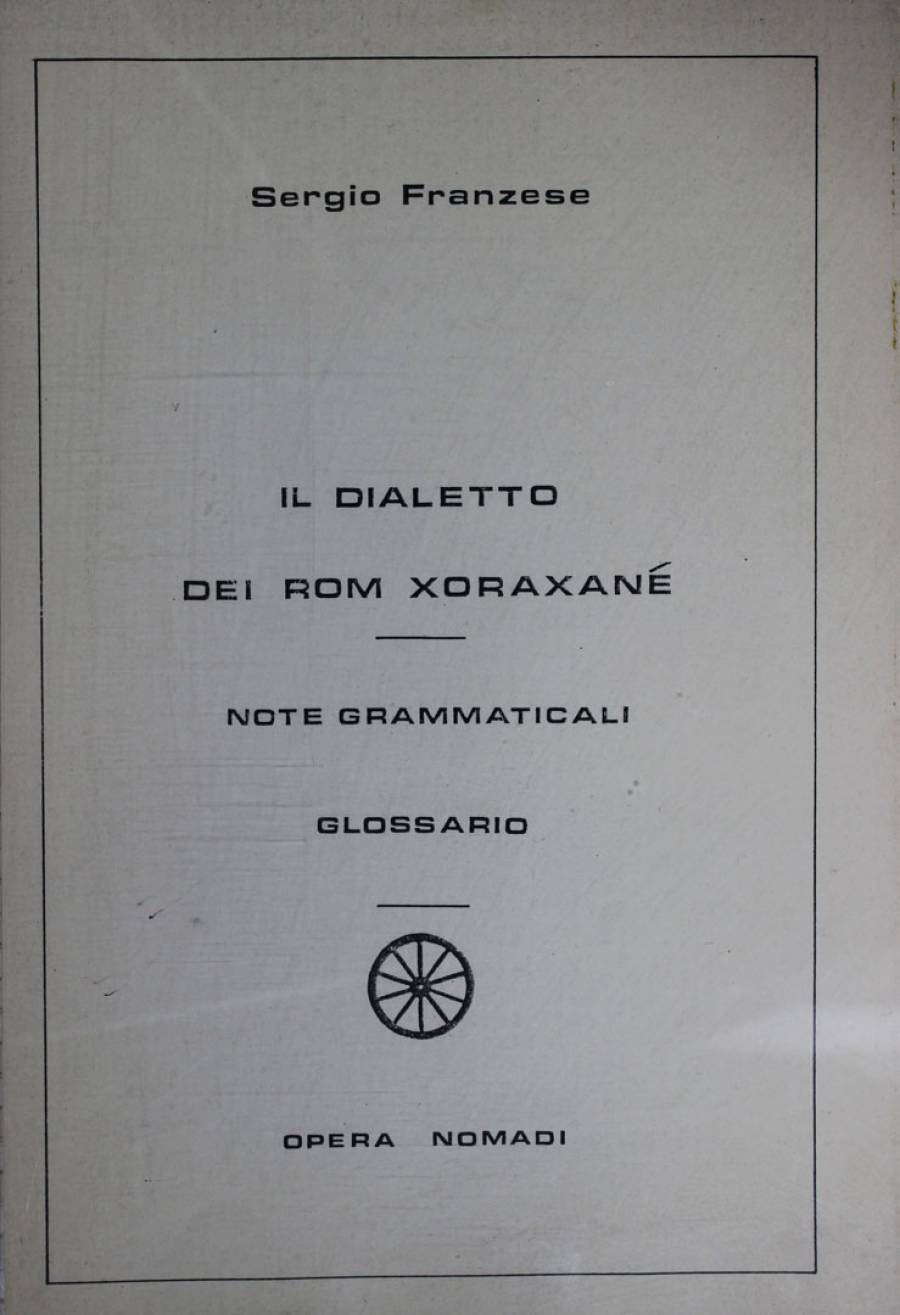 Sergio Franzese
IL DIALETTO
DEI ROM XORAXANÉ
NOTE GRAMMATICALI
GLOSSARIO
OPERA NOMADI